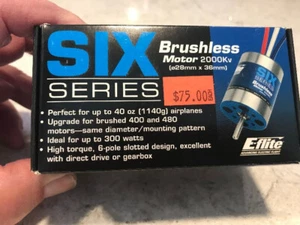 SIX
SERIES
Brushless
Motor 2000Kv
(ø28mm x 36mm)
SIX
SERIES
$75.00
• Perfect for up to 40 oz (1140g) airplanes
• Upgrade for brushed 400 and 480
motors—same diameter/mounting pattern
• Ideal for up to 300 watts
• High torque, 6-pole slotted design, excellent
with direct drive or gearbox
E-flite